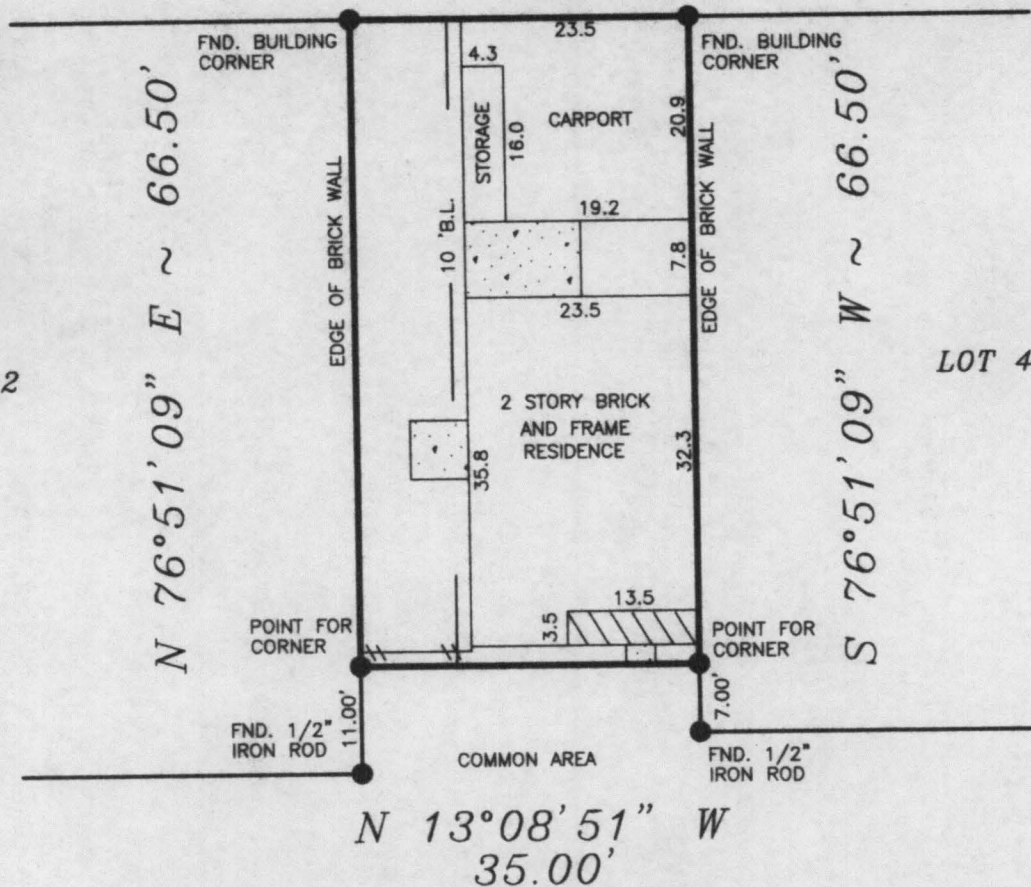 23.5
FND. BUILDING
CORNER
FND. BUILDING
CORNER
4.3
STORAGE
16.0
CARPORT
20.9
N 76°51'09" E ~ 66.50'
EDGE OF BRICK WALL
10 'B.L.
19.2
7.8
23.5
EDGE OF BRICK WALL
S 76°51'09" W ~ 66.50'
2
LOT 4
2 STORY BRICK
AND FRAME
RESIDENCE
35.8
32.3
13.5
3.5
POINT FOR
CORNER
POINT FOR
CORNER
11.00'
7.00'
FND. 1/2"
IRON ROD
COMMON AREA
FND. 1/2"
IRON ROD
N 13°08'51" W
35.00'